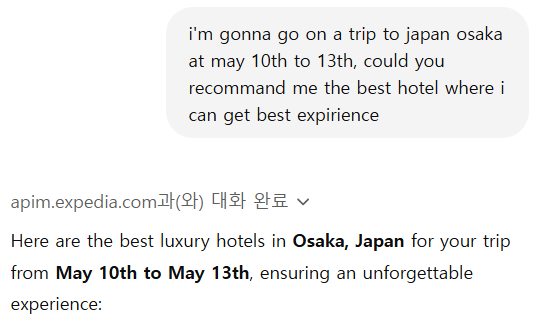 i'm gonna go on a trip to japan osaka
at may 10th to 13th, could you
recommand me the best hotel where i
can get best expirience
apim.expedia.com과(와) 대화 완료
Here are the best luxury hotels in Osaka, Japan for your trip
from May 10th to May 13th, ensuring an unforgettable
experience: